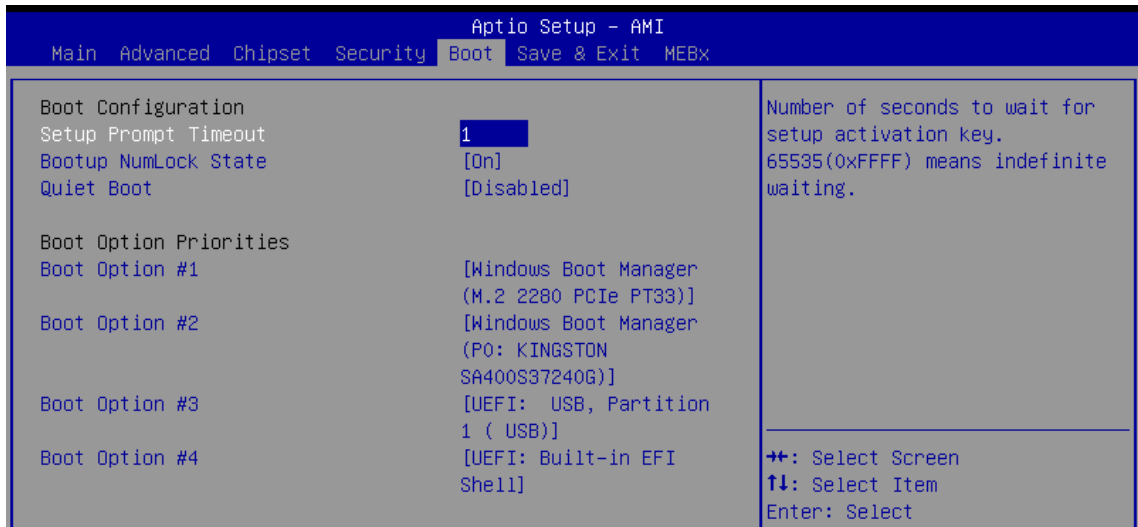 Aptio Setup – AMI
Main Advanced Chipset Security Boot Save & Exit MEBx
Boot Configuration
Setup Prompt Timeout 1
Bootup NumLock State [On]
Quiet Boot [Disabled]
Boot Option Priorities
Boot Option #1 [Windows Boot Manager
(M.2 2280 PCIe PT33)]
Boot Option #2 [Windows Boot Manager
(P0: KINGSTON
SA400S37240G)]
Boot Option #3 [UEFI: USB, Partition
1 ( USB)]
Boot Option #4 [UEFI: Built-in EFI
Shell]
Number of seconds to wait for
setup activation key.
65535(0xFFFF) means indefinite
waiting.
→←: Select Screen
↑↓: Select Item
Enter: Select